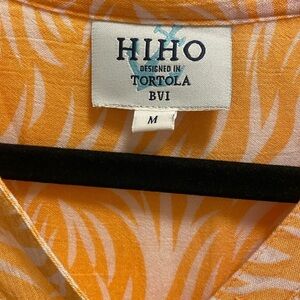 HIHO
DESIGNED IN
TORTOLA
BVI
M